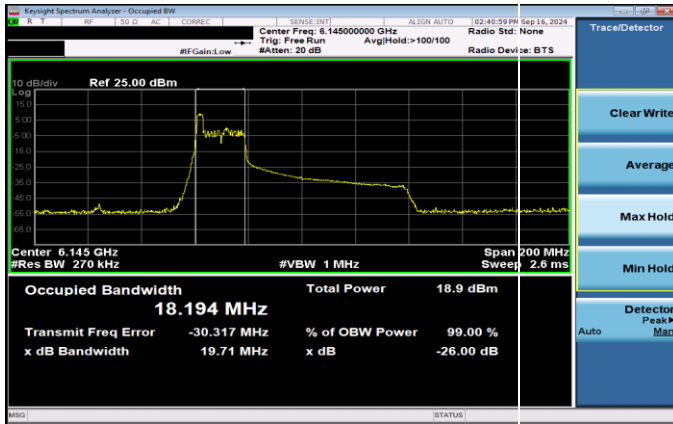 Keysight Spectrum Analyzer - Occupied BW
R T RF 50 Ω AC CORREC SENSE:INT ALIGN AUTO 02:40:59 PM Sep 16, 2024
Center Freq: 6.145000000 GHz Radio Std: None
Trig: Free Run Avg|Hold:>100/100
#IFGain:Low #Atten: 20 dB Radio Device: BTS
Trace/Detector
10 dB/div Ref 25.00 dBm
Log
15.0
5.00
-5.00
-15.0
-25.0
-35.0
-45.0
-55.0
-65.0
Center 6.145 GHz Span 200 MHz
#Res BW 270 kHz #VBW 1 MHz Sweep 2.6 ms
Occupied Bandwidth Total Power 18.9 dBm
18.194 MHz
Transmit Freq Error -30.317 MHz % of OBW Power 99.00 %
x dB Bandwidth 19.71 MHz x dB -26.00 dB
Clear Write
Average
Max Hold
Min Hold
Detector
Peak▶
Auto Man
MSG STATUS